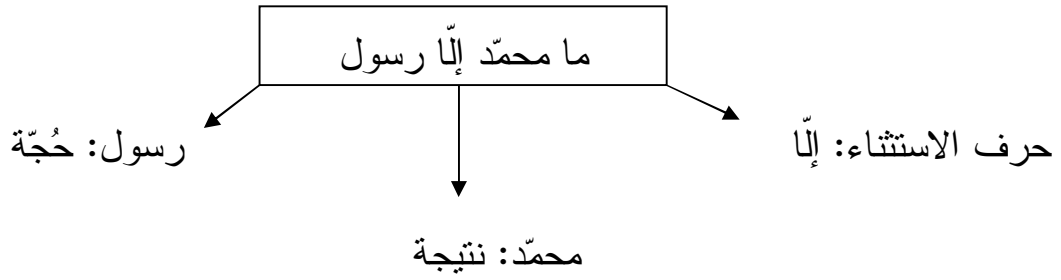 ما محمّد إلّا رسول
حرف الاستثناء: إلّا
رسول: حُجّة
محمّد: نتيجة